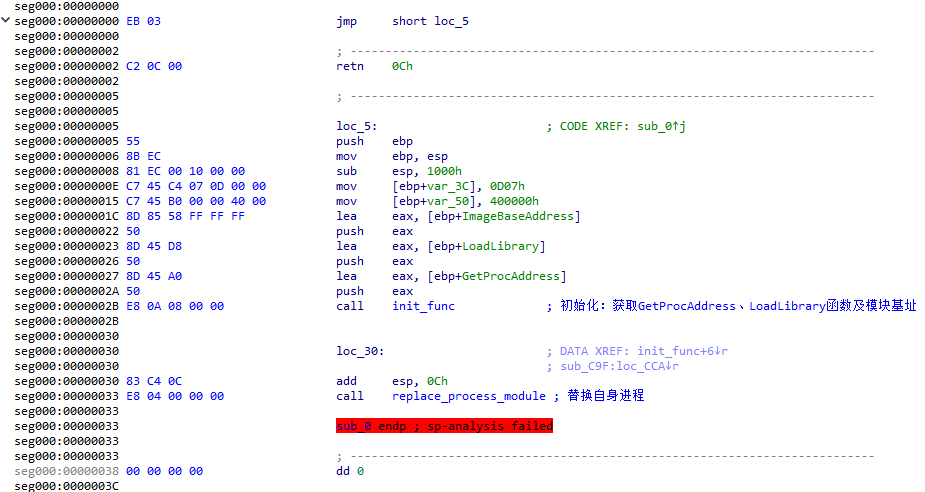 seg000:00000000
seg000:00000000 EB 03 jmp short loc_5
seg000:00000000
seg000:00000002 ; ---------------------------------------------------------------------------
seg000:00000002 C2 0C 00 retn 0Ch
seg000:00000002
seg000:00000005 ; ---------------------------------------------------------------------------
seg000:00000005
seg000:00000005 loc_5: ; CODE XREF: sub_0↑j
seg000:00000005 55 push ebp
seg000:00000006 8B EC mov ebp, esp
seg000:00000008 81 EC 00 10 00 00 sub esp, 1000h
seg000:0000000E C7 45 C4 07 0D 00 00 mov [ebp+var_3C], 0D07h
seg000:00000015 C7 45 B0 00 00 40 00 mov [ebp+var_50], 400000h
seg000:0000001C 8D 85 58 FF FF FF lea eax, [ebp+ImageBaseAddress]
seg000:00000022 50 push eax
seg000:00000023 8D 45 D8 lea eax, [ebp+LoadLibrary]
seg000:00000026 50 push eax
seg000:00000027 8D 45 A0 lea eax, [ebp+GetProcAddress]
seg000:0000002A 50 push eax
seg000:0000002B E8 0A 08 00 00 call init_func ; 初始化: 获取GetProcAddress、LoadLibrary函数及模块基址
seg000:0000002B
seg000:00000030
seg000:00000030 loc_30: ; DATA XREF: init_func+6↓r
seg000:00000030 ; sub_C9F:loc_CCA↓r
seg000:00000030 83 C4 0C add esp, 0Ch
seg000:00000033 E8 04 00 00 00 call replace_process_module ; 替换自身进程
seg000:00000033
seg000:00000033 sub_0 endp ; sp-analysis failed
seg000:00000033
seg000:00000033 ; ---------------------------------------------------------------------------
seg000:00000038 00 00 00 00 dd 0
seg000:0000003C